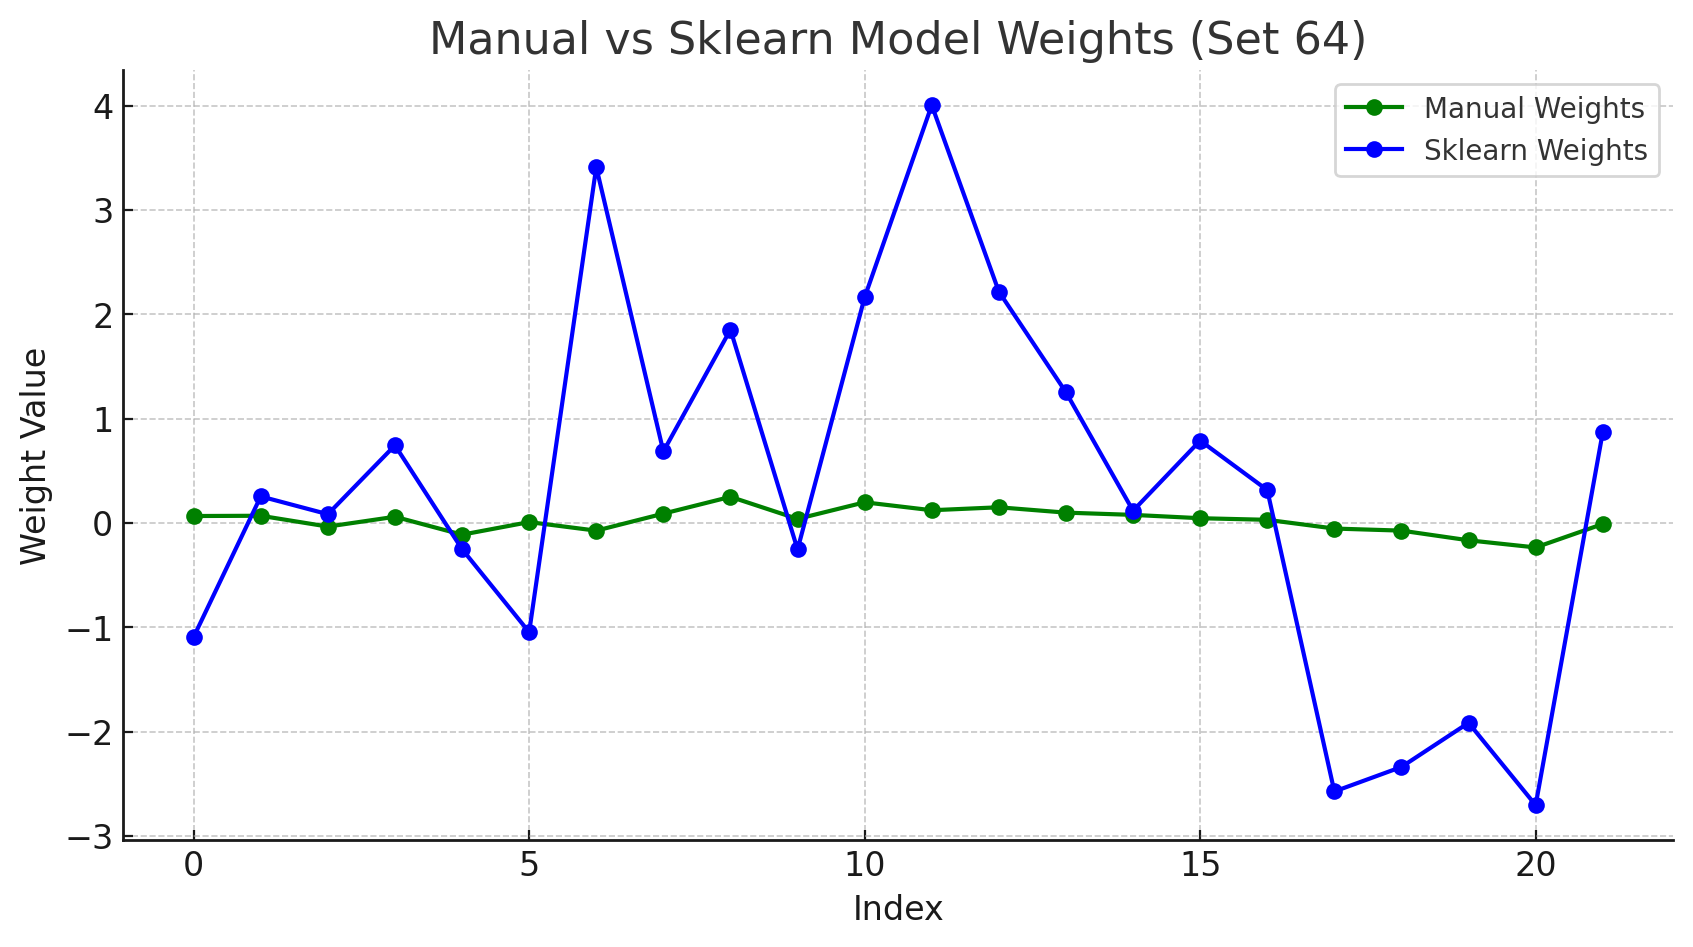 Manual vs Sklearn Model Weights (Set 64)
Manual Weights
Sklearn Weights
Weight Value
4
3
2
1
0
−1
−2
−3
0 5 10 15 20
Index